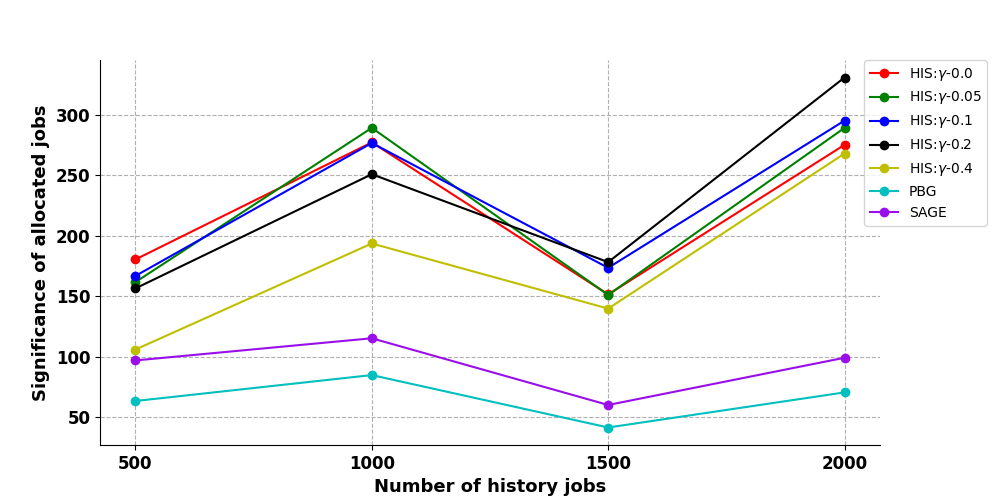 300
250
200
150
100
50
Significance of allocated jobs
500 1000 1500 2000
Number of history jobs
HIS:γ-0.0
HIS:γ-0.05
HIS:γ-0.1
HIS:γ-0.2
HIS:γ-0.4
PBG
SAGE